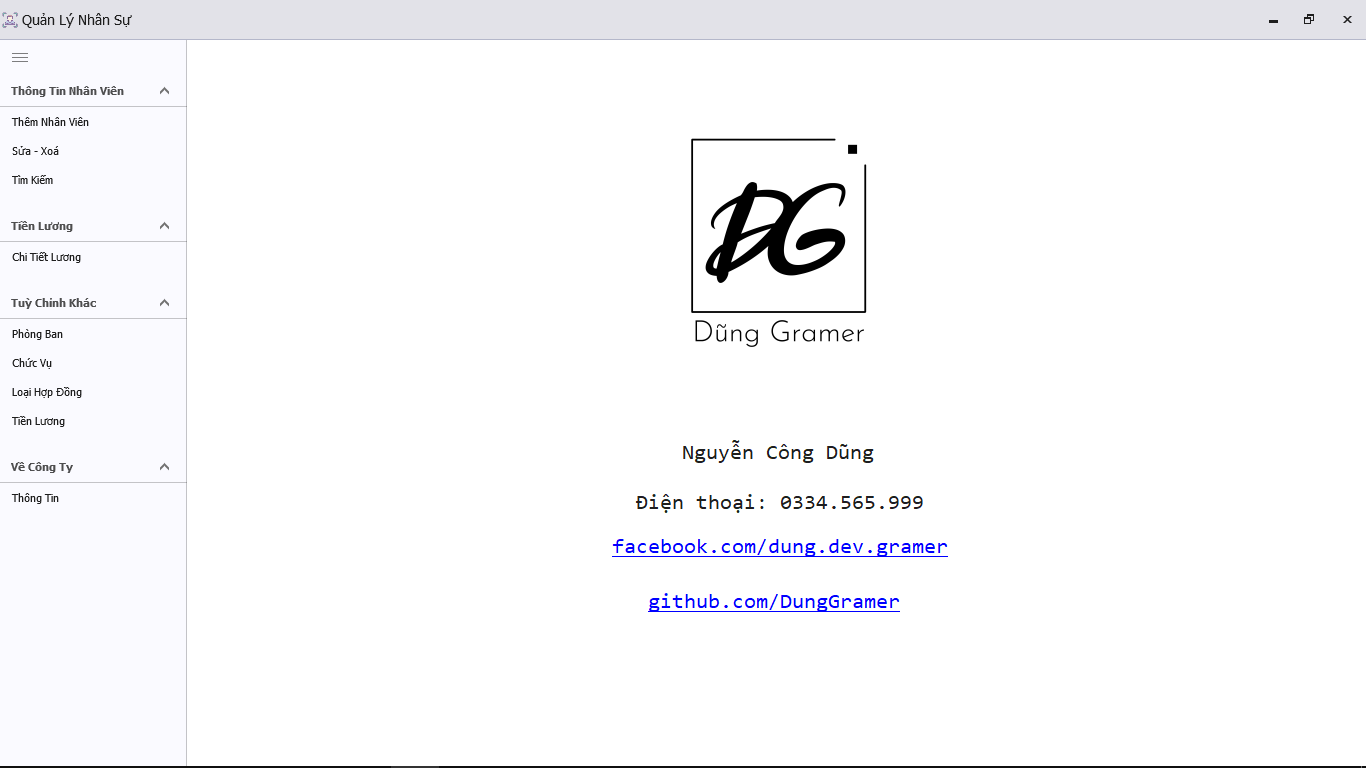 Quản Lý Nhân Sự
Thông Tin Nhân Viên
Thêm Nhân Viên
Sửa - Xoá
Tìm Kiếm
Tiền Lương
Chi Tiết Lương
Tuỳ Chỉnh Khác
Phòng Ban
Chức Vụ
Loại Hợp Đồng
Tiền Lương
Về Công Ty
Thông Tin
DG
Dũng Gramer
Nguyễn Công Dũng
Điện thoại: 0334.565.999
facebook.com/dung.dev.gramer
github.com/DungGramer